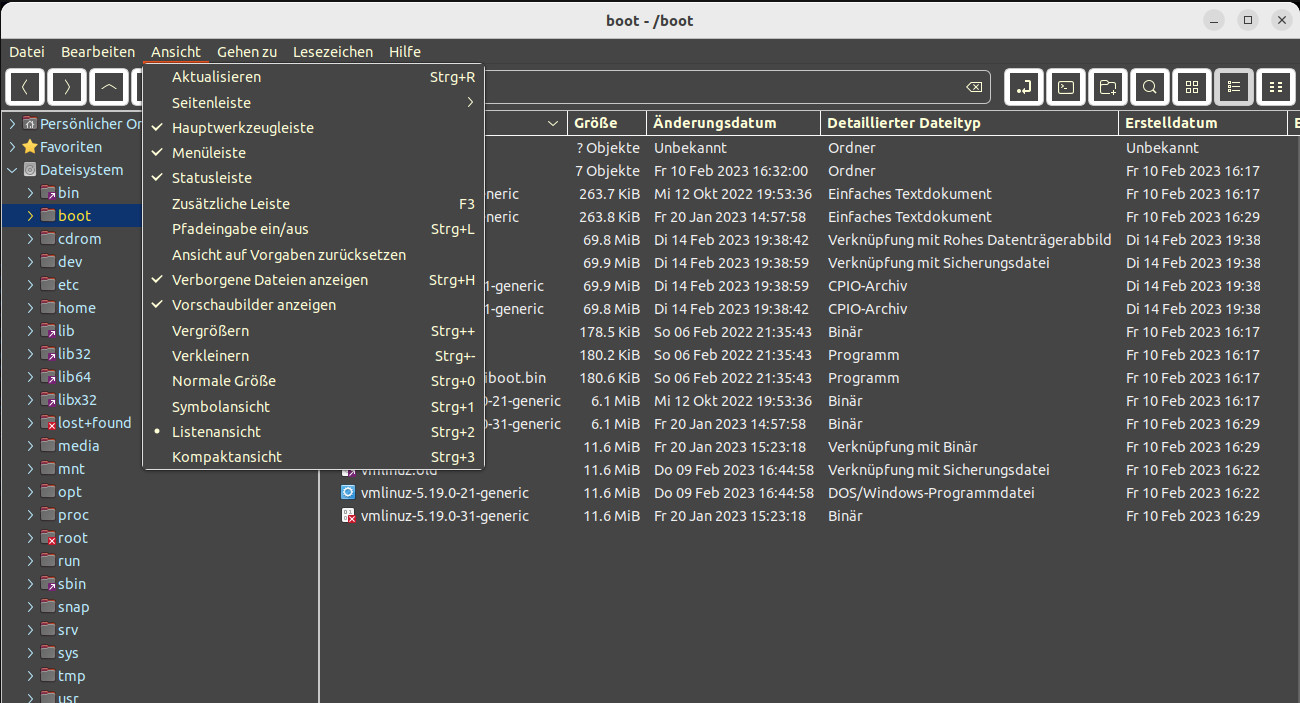 boot - /boot
Datei Bearbeiten Ansicht Gehen zu Lesezeichen Hilfe
Aktualisieren Strg+R
Seitenleiste
Hauptwerkzeugleiste
Menüleiste
Statusleiste
Zusätzliche Leiste F3
Pfadeingabe ein/aus Strg+L
Ansicht auf Vorgaben zurücksetzen
Verborgene Dateien anzeigen Strg+H
Vorschaubilder anzeigen
Vergrößern Strg++
Verkleinern Strg+-
Normale Größe Strg+0
Symbolansicht Strg+1
Listenansicht Strg+2
Kompaktansicht Strg+3
Persönlicher Or
Favoriten
Dateisystem
bin
boot
cdrom
dev
etc
home
lib
lib32
lib64
libx32
lost+found
media
mnt
opt
proc
root
run
sbin
snap
srv
sys
tmp
usr
Größe Änderungsdatum Detaillierter Dateityp Erstelldatum
? Objekte Unbekannt Ordner Unbekannt
7 Objekte Fr 10 Feb 2023 16:32:00 Ordner Fr 10 Feb 2023 16:17
generic 263.7 KiB Mi 12 Okt 2022 19:53:36 Einfaches Textdokument Fr 10 Feb 2023 16:17
neric 263.8 KiB Fr 20 Jan 2023 14:57:58 Einfaches Textdokument Fr 10 Feb 2023 16:29
69.8 MiB Di 14 Feb 2023 19:38:42 Verknüpfung mit Rohes Datenträgerabbild Di 14 Feb 2023 19:38
69.9 MiB Di 14 Feb 2023 19:38:59 Verknüpfung mit Sicherungsdatei Di 14 Feb 2023 19:38
1-generic 69.9 MiB Di 14 Feb 2023 19:38:59 CPIO-Archiv Di 14 Feb 2023 19:38
1-generic 69.8 MiB Di 14 Feb 2023 19:38:42 CPIO-Archiv Di 14 Feb 2023 19:38
178.5 KiB So 06 Feb 2022 21:35:43 Binär Fr 10 Feb 2023 16:17
180.2 KiB So 06 Feb 2022 21:35:43 Programm Fr 10 Feb 2023 16:17
iboot.bin 180.6 KiB So 06 Feb 2022 21:35:43 Programm Fr 10 Feb 2023 16:17
0-21-generic 6.1 MiB Mi 12 Okt 2022 19:53:36 Binär Fr 10 Feb 2023 16:17
0-31-generic 6.1 MiB Fr 20 Jan 2023 14:57:58 Binär Fr 10 Feb 2023 16:29
11.6 MiB Fr 20 Jan 2023 15:23:18 Verknüpfung mit Binär Fr 10 Feb 2023 16:29
vmlinuz.old 11.6 MiB Do 09 Feb 2023 16:44:58 Verknüpfung mit Sicherungsdatei Fr 10 Feb 2023 16:22
vmlinuz-5.19.0-21-generic 11.6 MiB Do 09 Feb 2023 16:44:58 DOS/Windows-Programmdatei Fr 10 Feb 2023 16:22
vmlinuz-5.19.0-31-generic 11.6 MiB Fr 20 Jan 2023 15:23:18 Binär Fr 10 Feb 2023 16:29